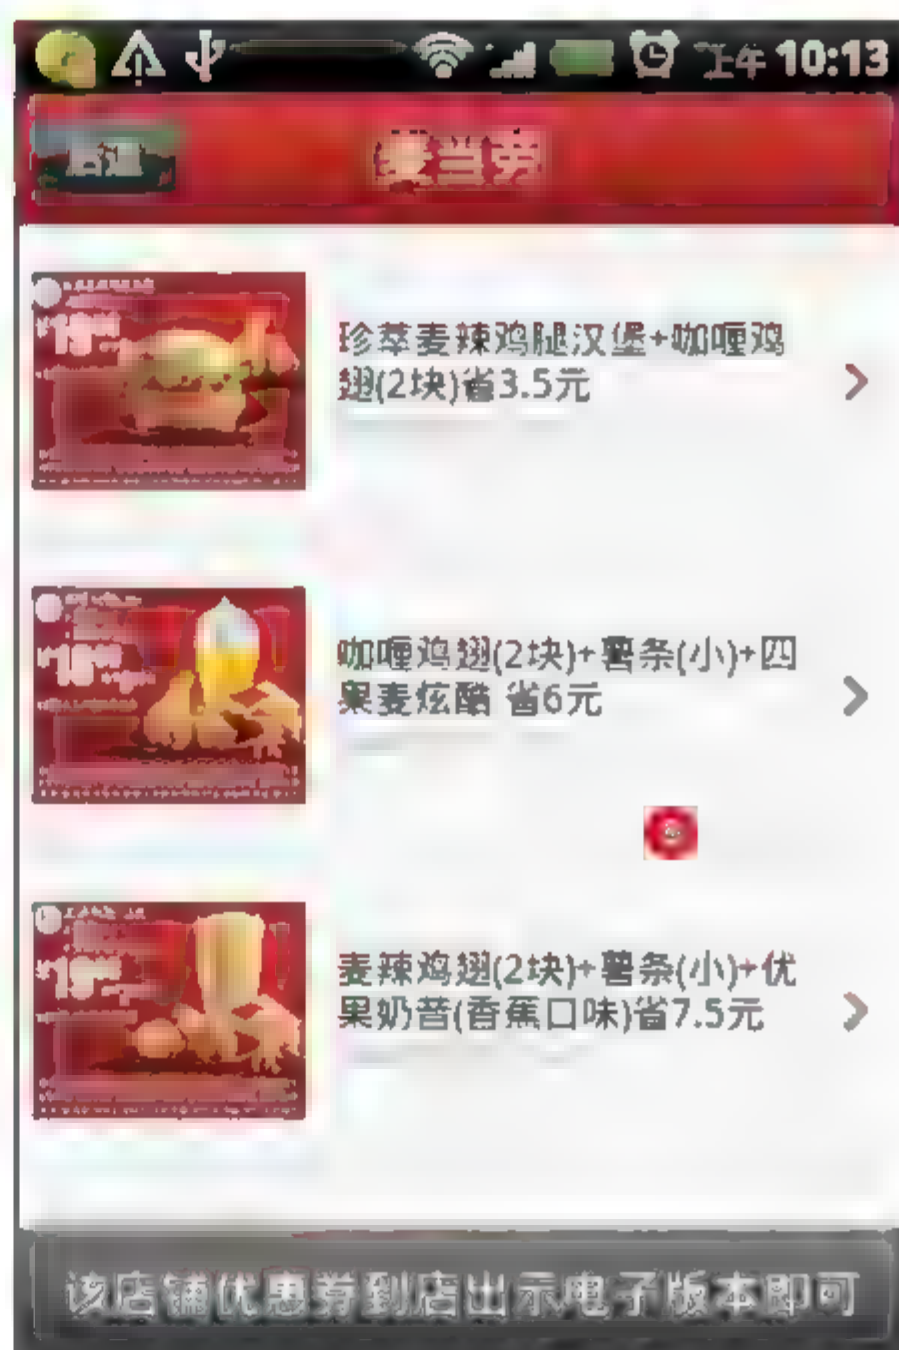 上午 10:13
麦当劳
珍萃麦辣鸡腿汉堡+咖喱鸡
翅(2块)省3.5元
咖喱鸡翅(2块)+薯条(小)+四
果麦炫酷 省6元
麦辣鸡翅(2块)+薯条(小)+优
果奶昔(香蕉口味)省7.5元
该店铺优惠券到店出示电子版本即可